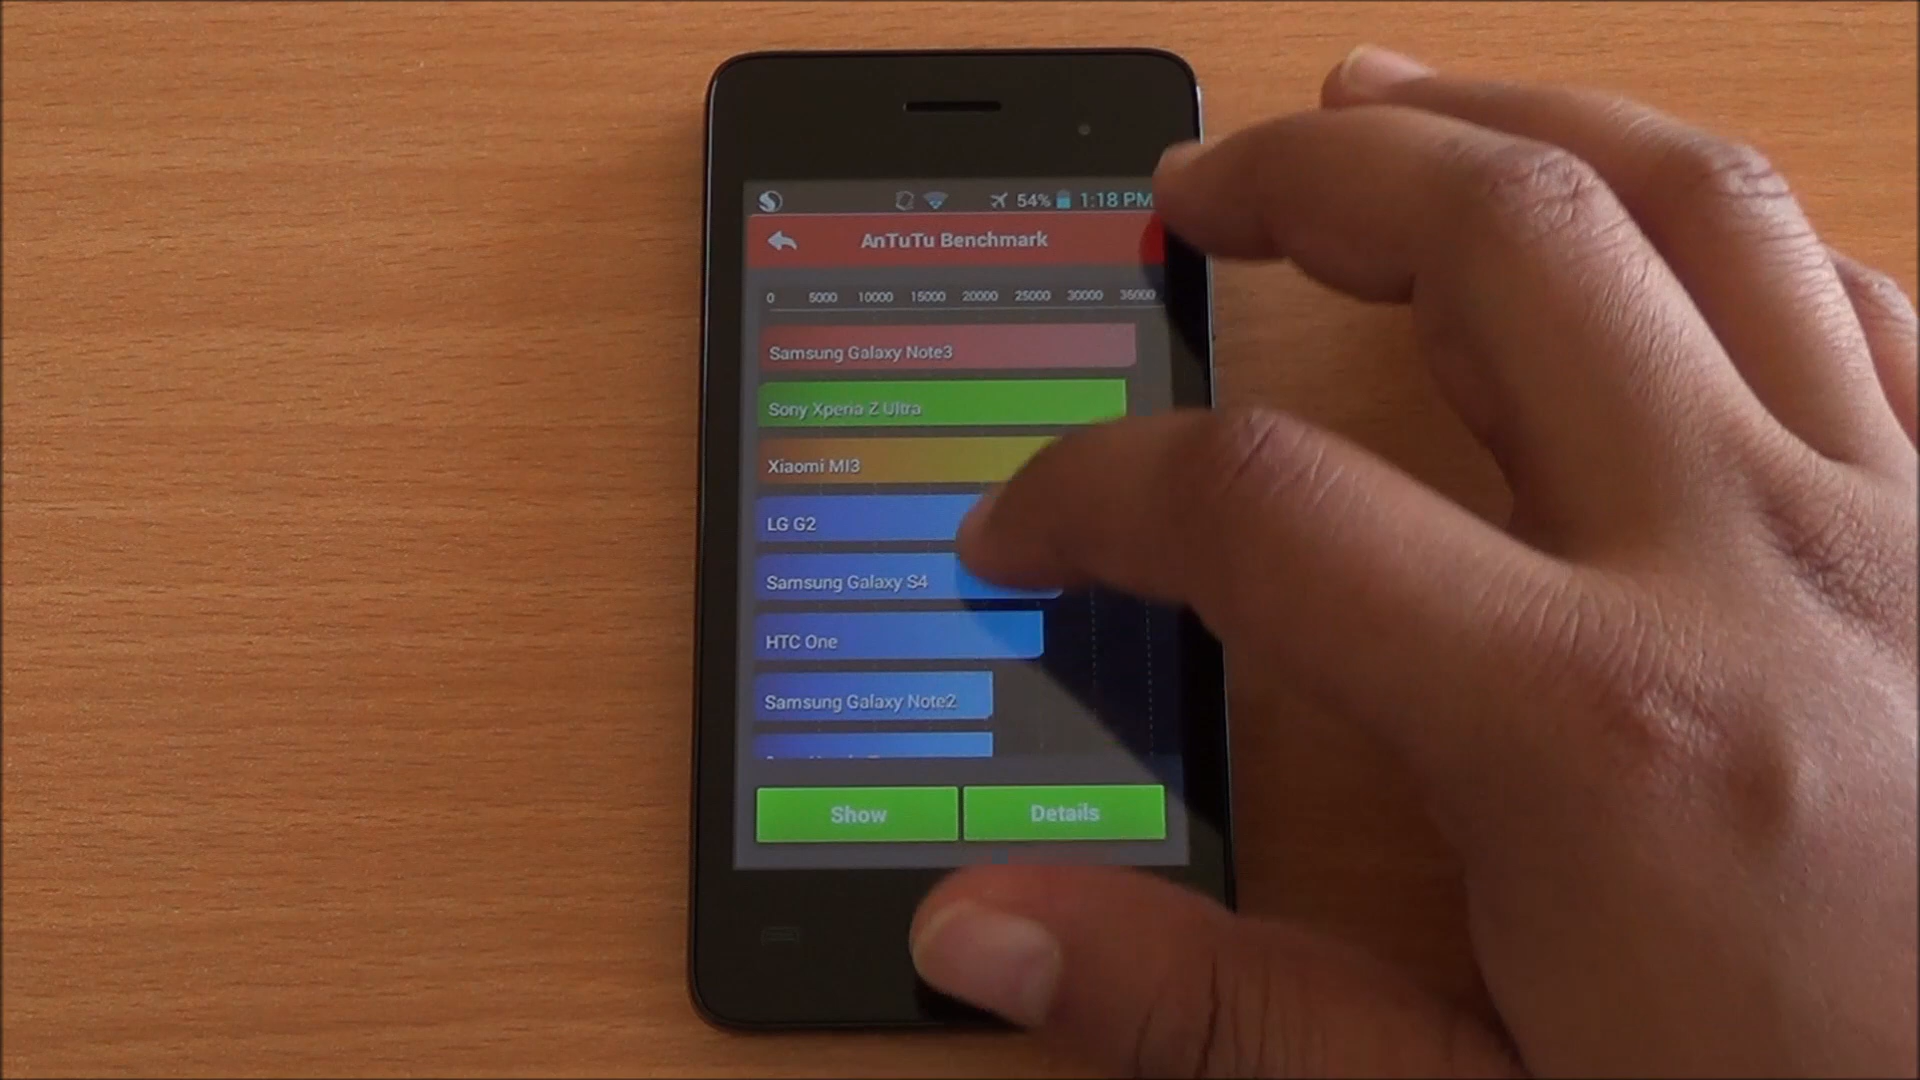 54% 1:18 PM
AnTuTu Benchmark
0 5000 10000 15000 20000 25000 30000 35000
Samsung Galaxy Note3
Sony Xperia Z Ultra
Xiaomi MI3
LG G2
Samsung Galaxy S4
HTC One
Samsung Galaxy Note2
Show Details